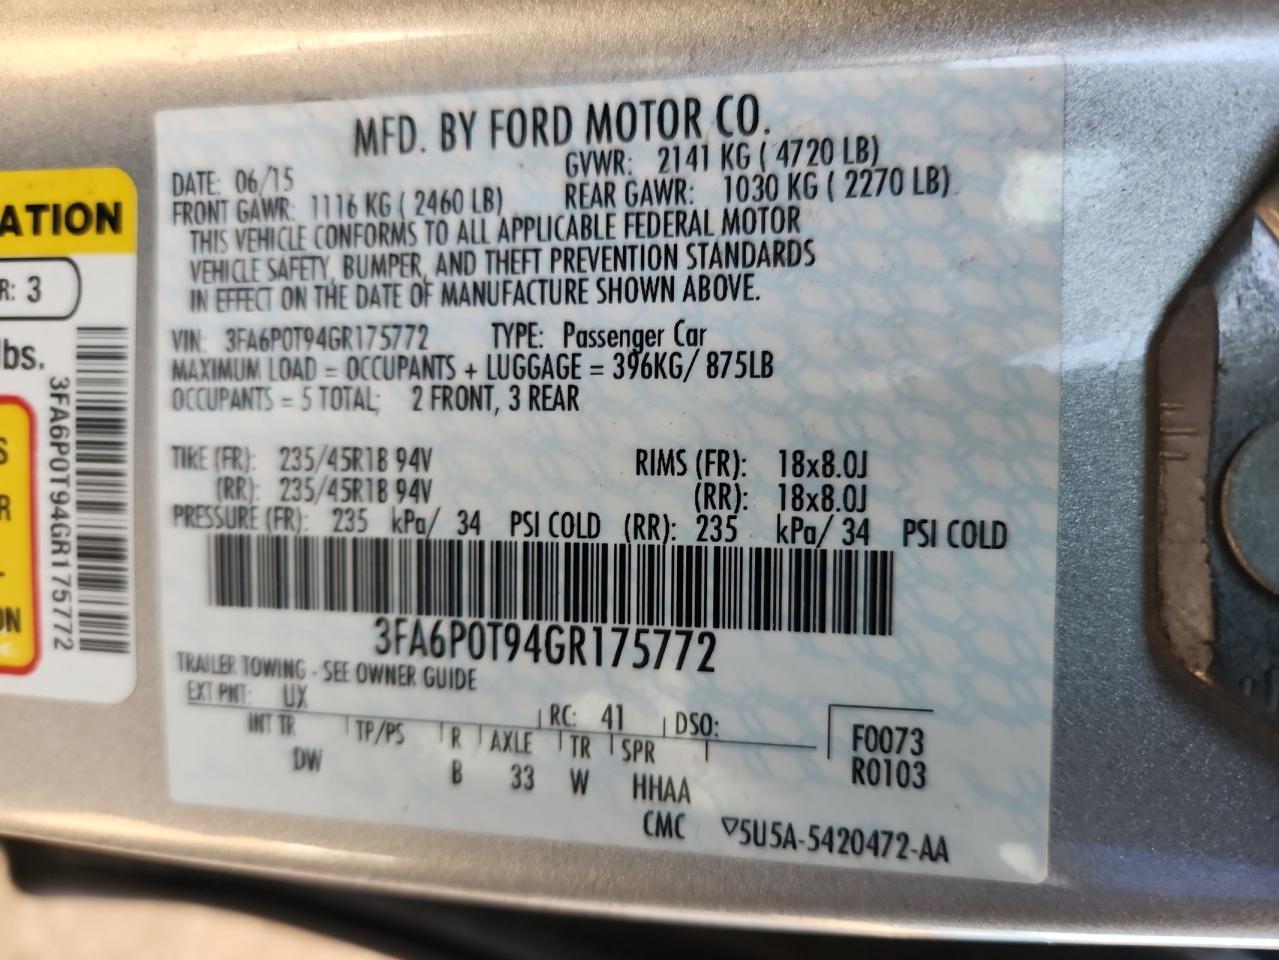 ATION
R: 3
lbs.
3FA6P0T94GR175772
S
R
L
ON
MFD. BY FORD MOTOR CO.
DATE: 06/15 GVWR: 2141 KG ( 4720 LB)
FRONT GAWR: 1116 KG ( 2460 LB) REAR GAWR: 1030 KG ( 2270 LB)
THIS VEHICLE CONFORMS TO ALL APPLICABLE FEDERAL MOTOR
VEHICLE SAFETY, BUMPER, AND THEFT PREVENTION STANDARDS
IN EFFECT ON THE DATE OF MANUFACTURE SHOWN ABOVE.
VIN: 3FA6P0T94GR175772 TYPE: Passenger Car
MAXIMUM LOAD = OCCUPANTS + LUGGAGE = 396KG/ 875LB
OCCUPANTS = 5 TOTAL; 2 FRONT, 3 REAR
TIRE (FR): 235/45R18 94V RIMS (FR): 18x8.0J
(RR): 235/45R18 94V (RR): 18x8.0J
PRESSURE (FR): 235 kPa/ 34 PSI COLD (RR): 235 kPa/ 34 PSI COLD
3FA6P0T94GR175772
TRAILER TOWING - SEE OWNER GUIDE
EXT PNT: UX RC: 41 DSO: F0073
INT TR TP/PS R AXLE TR SPR R0103
DW B 33 W HHAA
CMC ▽5U5A-5420472-AA